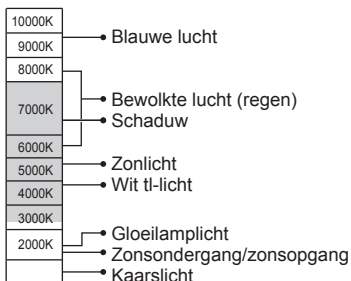 10000K
9000K
8000K
7000K
6000K
5000K
4000K
3000K
2000K
Blauwe lucht
Bewolkte lucht (regen)
Schaduw
Zonlicht
Wit tl-licht
Gloeilamplicht
Zonsondergang/zonsopgang
Kaarslicht